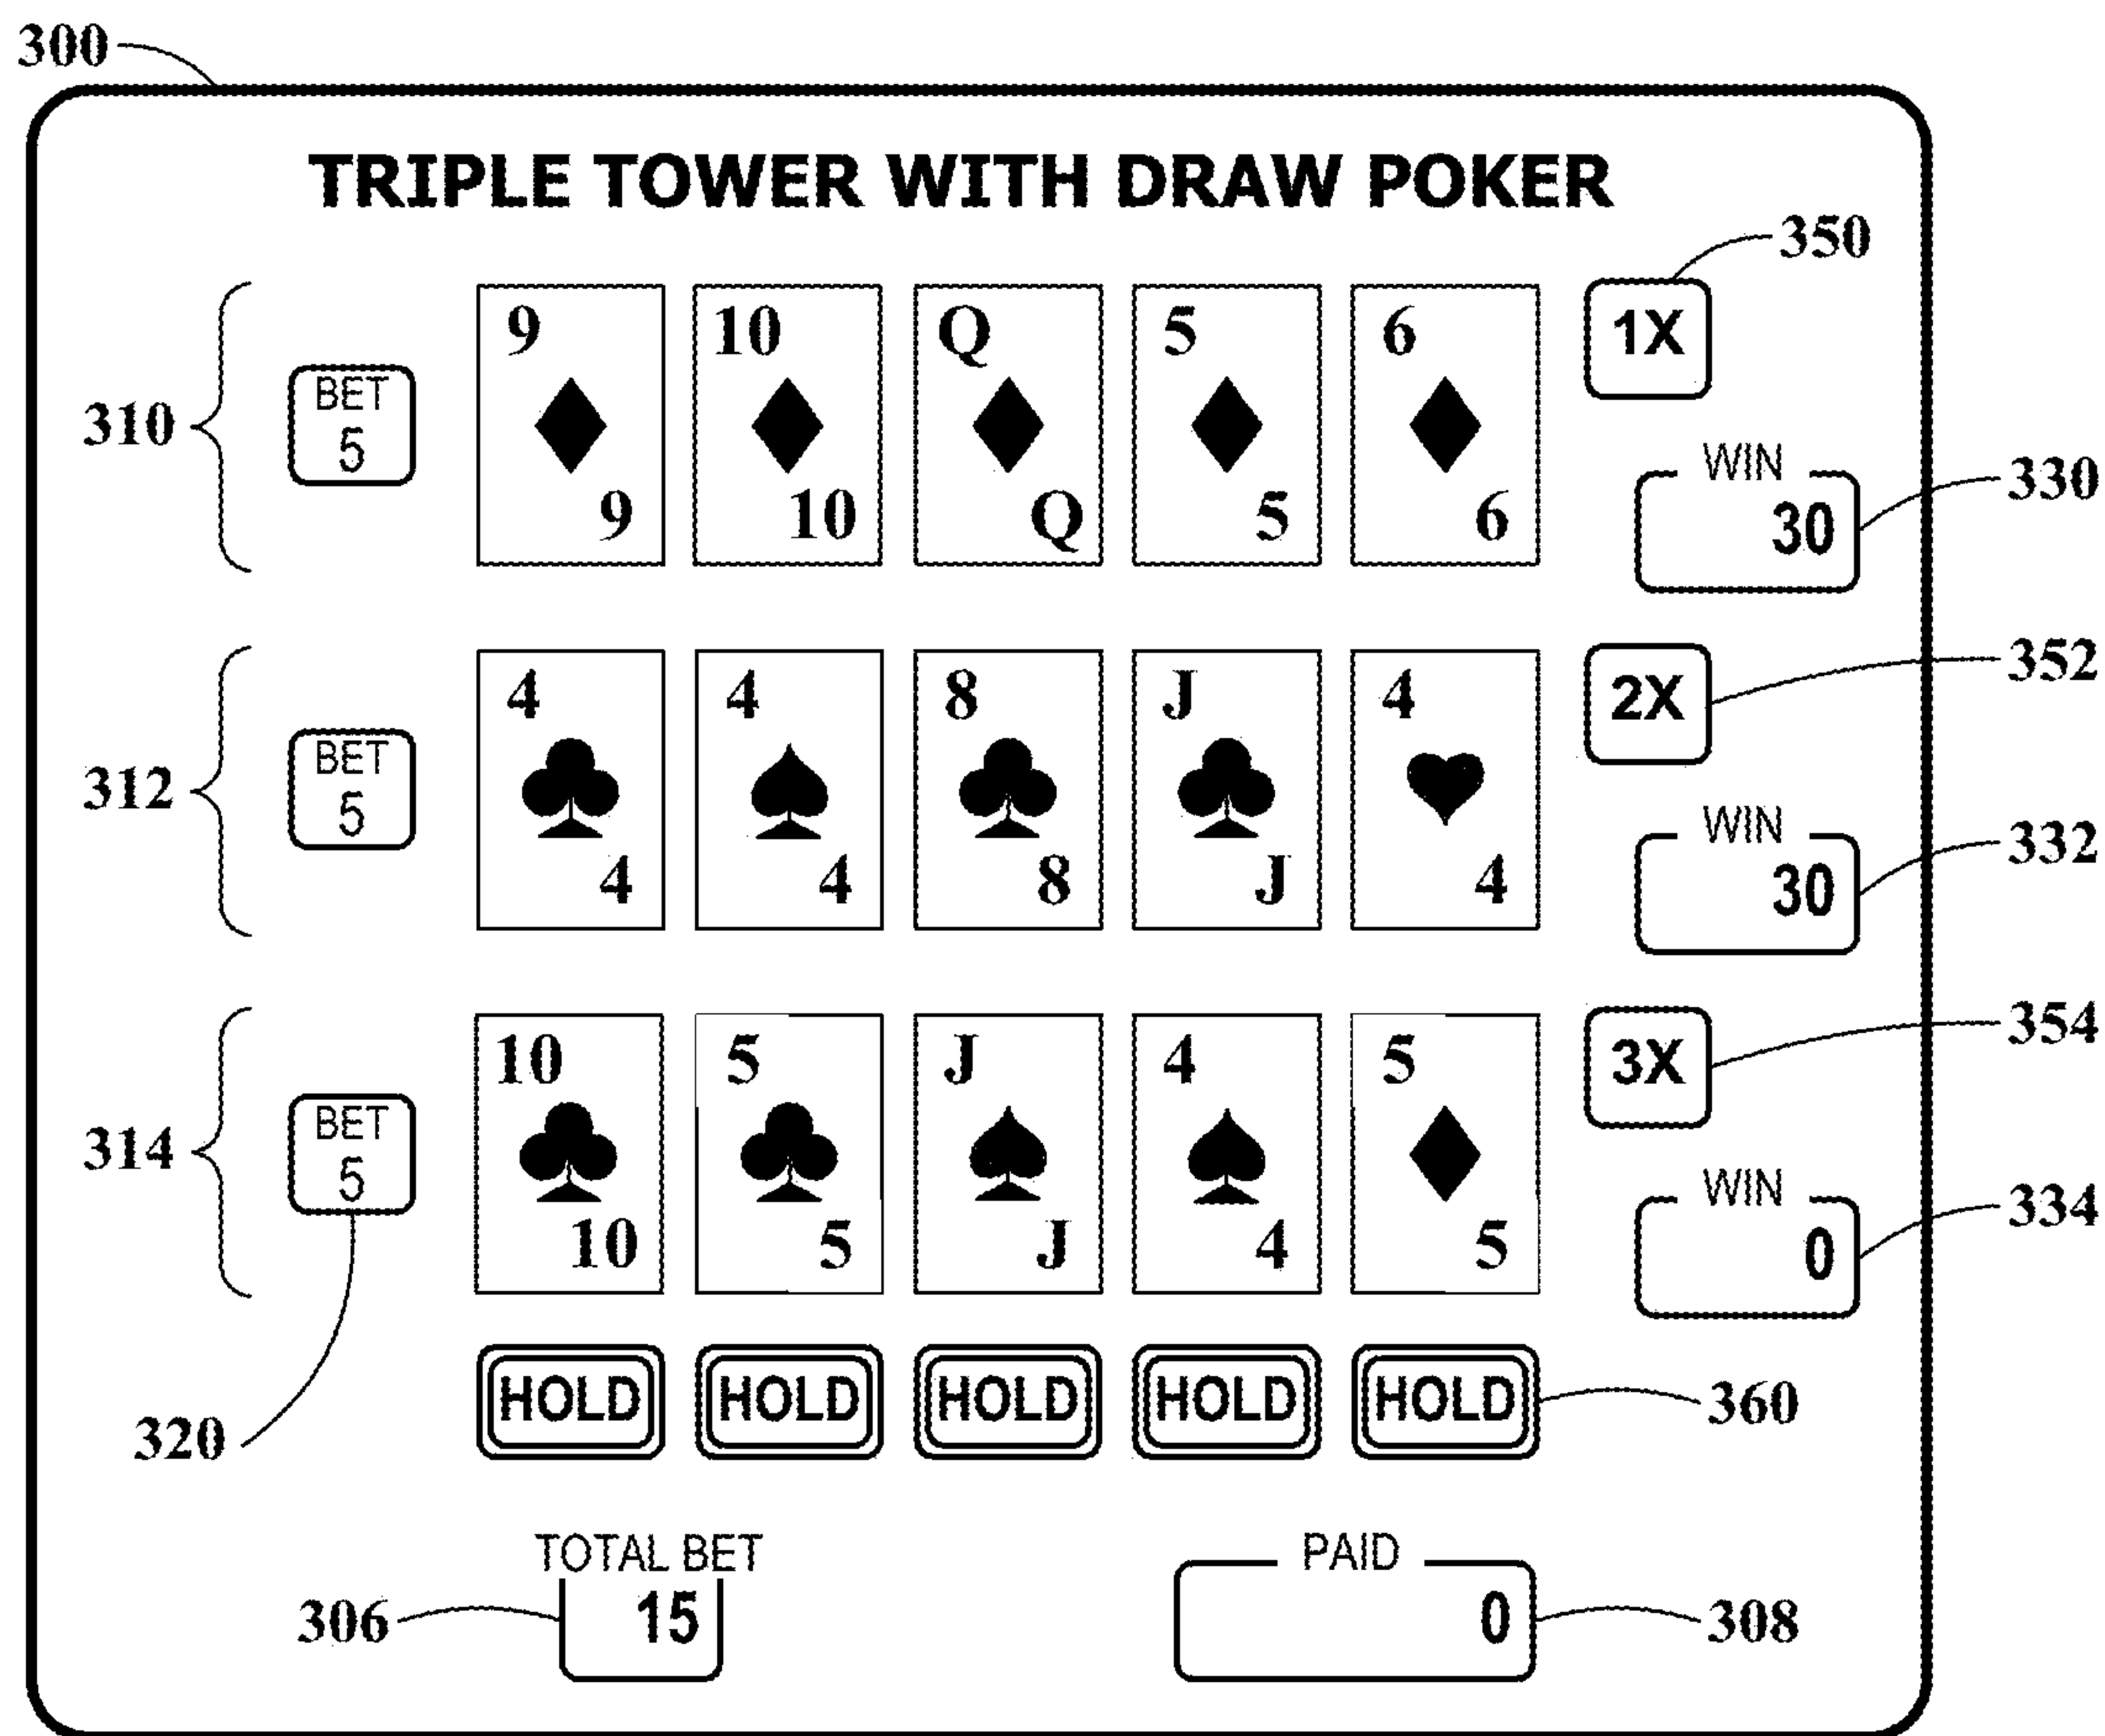 300
TRIPLE TOWER WITH DRAW POKER
350
9 10 Q 5 6
1X
BET
310
5
WIN
330
30
9 10 Q 5 6
352
4 4 8 J 4
2X
BET
312
5
WIN
332
30
4 4 8 J 4
354
10 5 J 4 5
3X
BET
314
5
WIN
334
0
10 5 J 4 5
HOLD HOLD HOLD HOLD HOLD
360
320
TOTAL BET
PAID
306
15
0
308